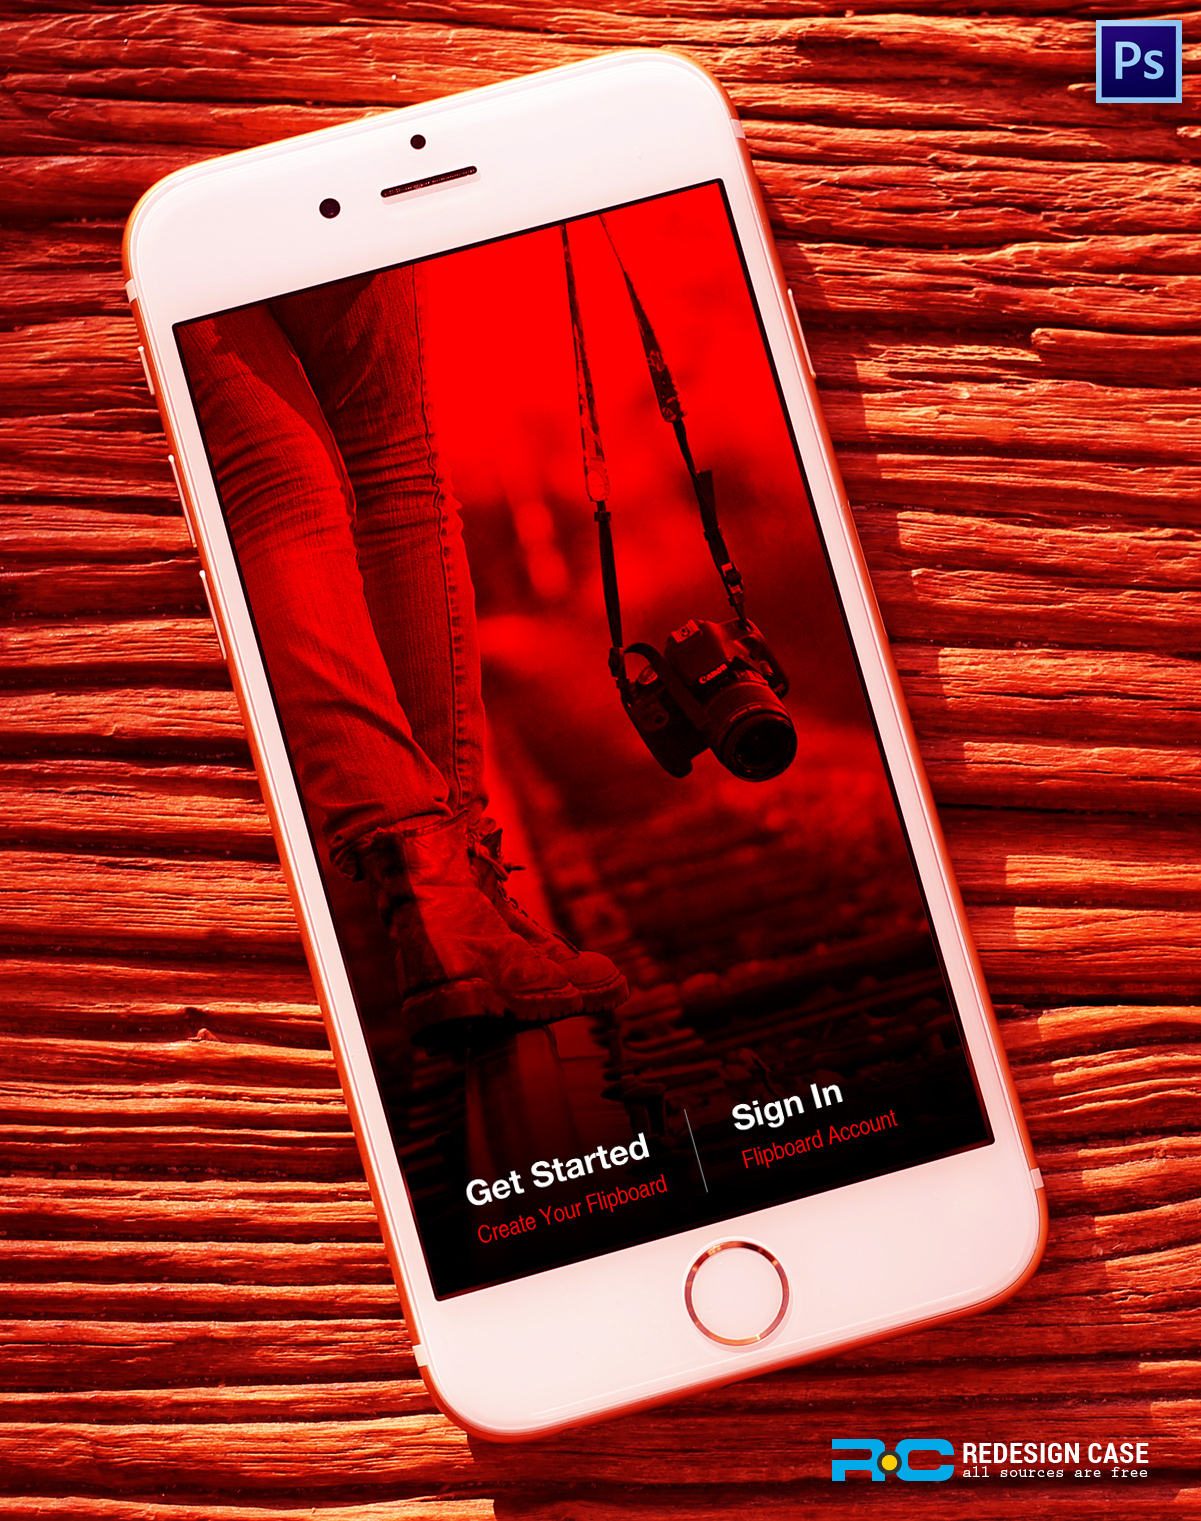 Ps
CANON
Get Started
Create Your Flipboard
Sign In
Flipboard Account
RC REDESIGN CASE
all sources are free